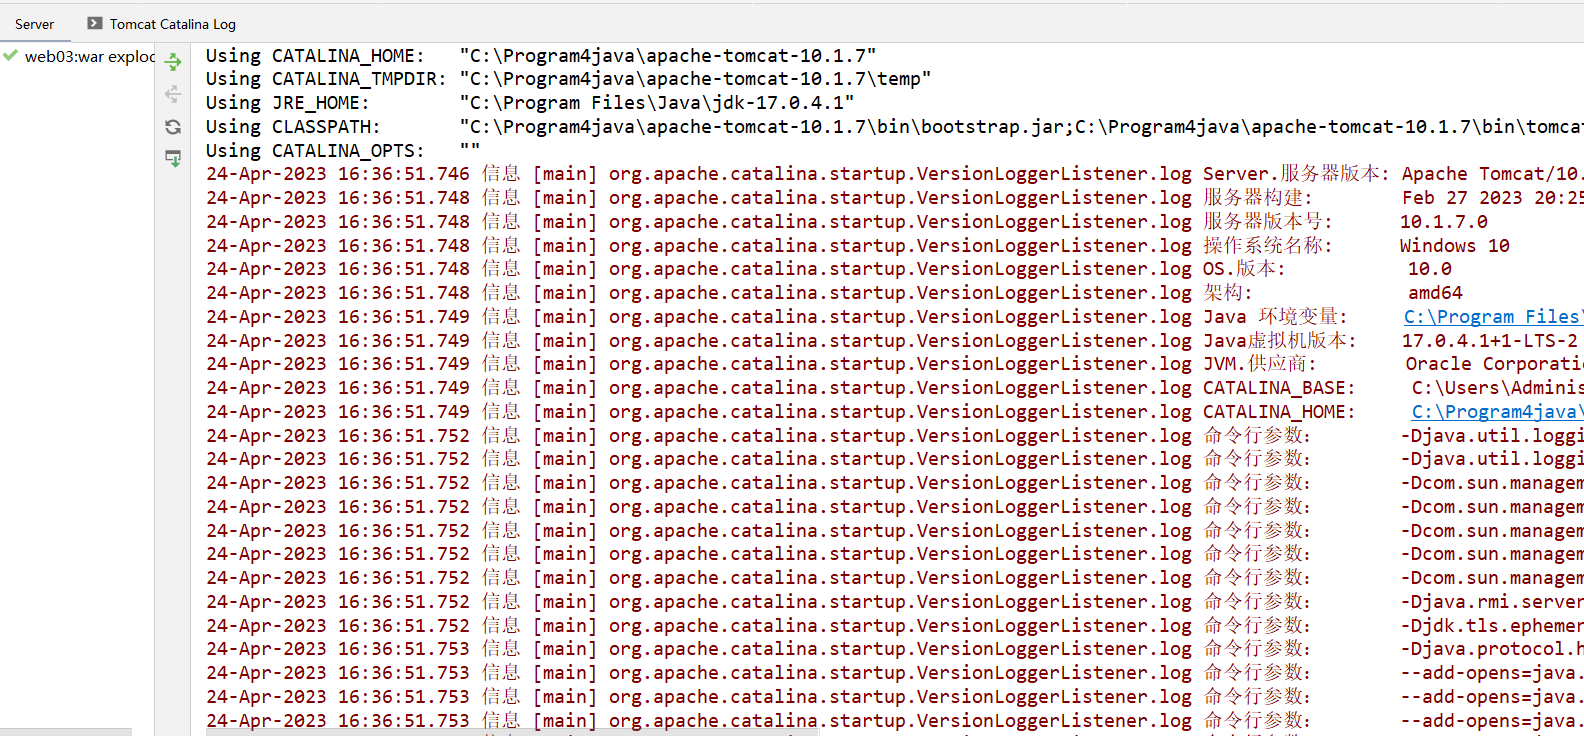 Server
Tomcat Catalina Log
web03:war explod
Using CATALINA_HOME: "C:\Program4java\apache-tomcat-10.1.7"
Using CATALINA_TMPDIR: "C:\Program4java\apache-tomcat-10.1.7\temp"
Using JRE_HOME: "C:\Program Files\Java\jdk-17.0.4.1"
Using CLASSPATH: "C:\Program4java\apache-tomcat-10.1.7\bin\bootstrap.jar;C:\Program4java\apache-tomcat-10.1.7\bin\tomcat
Using CATALINA_OPTS: ""
24-Apr-2023 16:36:51.746 信息 [main] org.apache.catalina.startup.VersionLoggerListener.log Server.服务器版本: Apache Tomcat/10.
24-Apr-2023 16:36:51.748 信息 [main] org.apache.catalina.startup.VersionLoggerListener.log 服务器构建: Feb 27 2023 20:25
24-Apr-2023 16:36:51.748 信息 [main] org.apache.catalina.startup.VersionLoggerListener.log 服务器版本号: 10.1.7.0
24-Apr-2023 16:36:51.748 信息 [main] org.apache.catalina.startup.VersionLoggerListener.log 操作系统名称: Windows 10
24-Apr-2023 16:36:51.748 信息 [main] org.apache.catalina.startup.VersionLoggerListener.log OS.版本: 10.0
24-Apr-2023 16:36:51.748 信息 [main] org.apache.catalina.startup.VersionLoggerListener.log 架构: amd64
24-Apr-2023 16:36:51.749 信息 [main] org.apache.catalina.startup.VersionLoggerListener.log Java 环境变量: C:\Program Files\
24-Apr-2023 16:36:51.749 信息 [main] org.apache.catalina.startup.VersionLoggerListener.log Java虚拟机版本: 17.0.4.1+1-LTS-2
24-Apr-2023 16:36:51.749 信息 [main] org.apache.catalina.startup.VersionLoggerListener.log JVM.供应商: Oracle Corporati
24-Apr-2023 16:36:51.749 信息 [main] org.apache.catalina.startup.VersionLoggerListener.log CATALINA_BASE: C:\Users\Adminis
24-Apr-2023 16:36:51.749 信息 [main] org.apache.catalina.startup.VersionLoggerListener.log CATALINA_HOME: C:\Program4java\
24-Apr-2023 16:36:51.752 信息 [main] org.apache.catalina.startup.VersionLoggerListener.log 命令行参数: -Djava.util.loggi
24-Apr-2023 16:36:51.752 信息 [main] org.apache.catalina.startup.VersionLoggerListener.log 命令行参数: -Djava.util.loggi
24-Apr-2023 16:36:51.752 信息 [main] org.apache.catalina.startup.VersionLoggerListener.log 命令行参数: -Dcom.sun.managem
24-Apr-2023 16:36:51.752 信息 [main] org.apache.catalina.startup.VersionLoggerListener.log 命令行参数: -Dcom.sun.managem
24-Apr-2023 16:36:51.752 信息 [main] org.apache.catalina.startup.VersionLoggerListener.log 命令行参数: -Dcom.sun.managem
24-Apr-2023 16:36:51.752 信息 [main] org.apache.catalina.startup.VersionLoggerListener.log 命令行参数: -Dcom.sun.managem
24-Apr-2023 16:36:51.752 信息 [main] org.apache.catalina.startup.VersionLoggerListener.log 命令行参数: -Dcom.sun.managem
24-Apr-2023 16:36:51.752 信息 [main] org.apache.catalina.startup.VersionLoggerListener.log 命令行参数: -Djava.rmi.server
24-Apr-2023 16:36:51.752 信息 [main] org.apache.catalina.startup.VersionLoggerListener.log 命令行参数: -Djdk.tls.ephemer
24-Apr-2023 16:36:51.753 信息 [main] org.apache.catalina.startup.VersionLoggerListener.log 命令行参数: -Djava.protocol.h
24-Apr-2023 16:36:51.753 信息 [main] org.apache.catalina.startup.VersionLoggerListener.log 命令行参数: --add-opens=java.
24-Apr-2023 16:36:51.753 信息 [main] org.apache.catalina.startup.VersionLoggerListener.log 命令行参数: --add-opens=java.
24-Apr-2023 16:36:51.753 信息 [main] org.apache.catalina.startup.VersionLoggerListener.log 命令行参数: --add-opens=java.